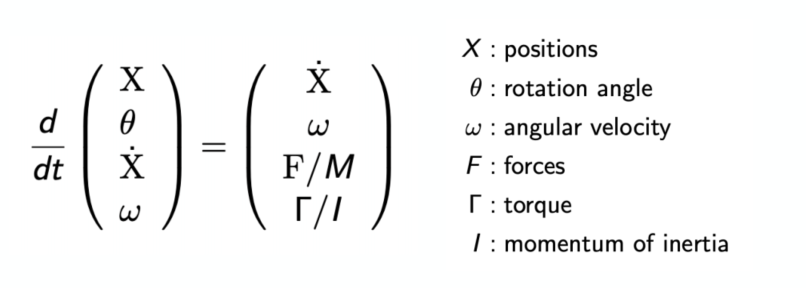 d/dt (X θ Ẋ ω) = (Ẋ ω F/M Γ/I)
X : positions
θ : rotation angle
ω : angular velocity
F : forces
Γ : torque
I : momentum of inertia